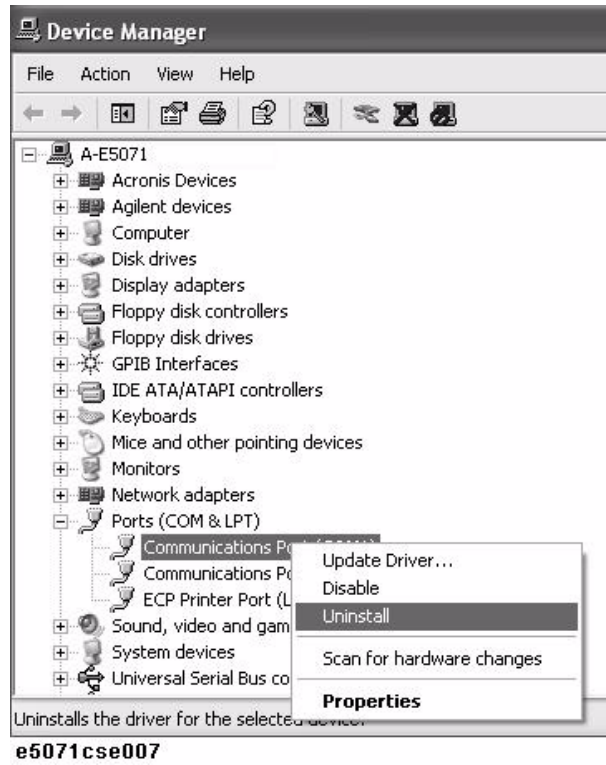 Device Manager
File Action View Help
A-E5071
Acronis Devices
Agilent devices
Computer
Disk drives
Display adapters
Floppy disk controllers
Floppy disk drives
GPIB Interfaces
IDE ATA/ATAPI controllers
Keyboards
Mice and other pointing devices
Monitors
Network adapters
Ports (COM & LPT)
Communications
Communications
ECP Printer Port
Sound, video and gam
System devices
Universal Serial Bus co
Update Driver...
Disable
Uninstall
Scan for hardware changes
Properties
Uninstalls the driver for the selected device.
e5071cse007